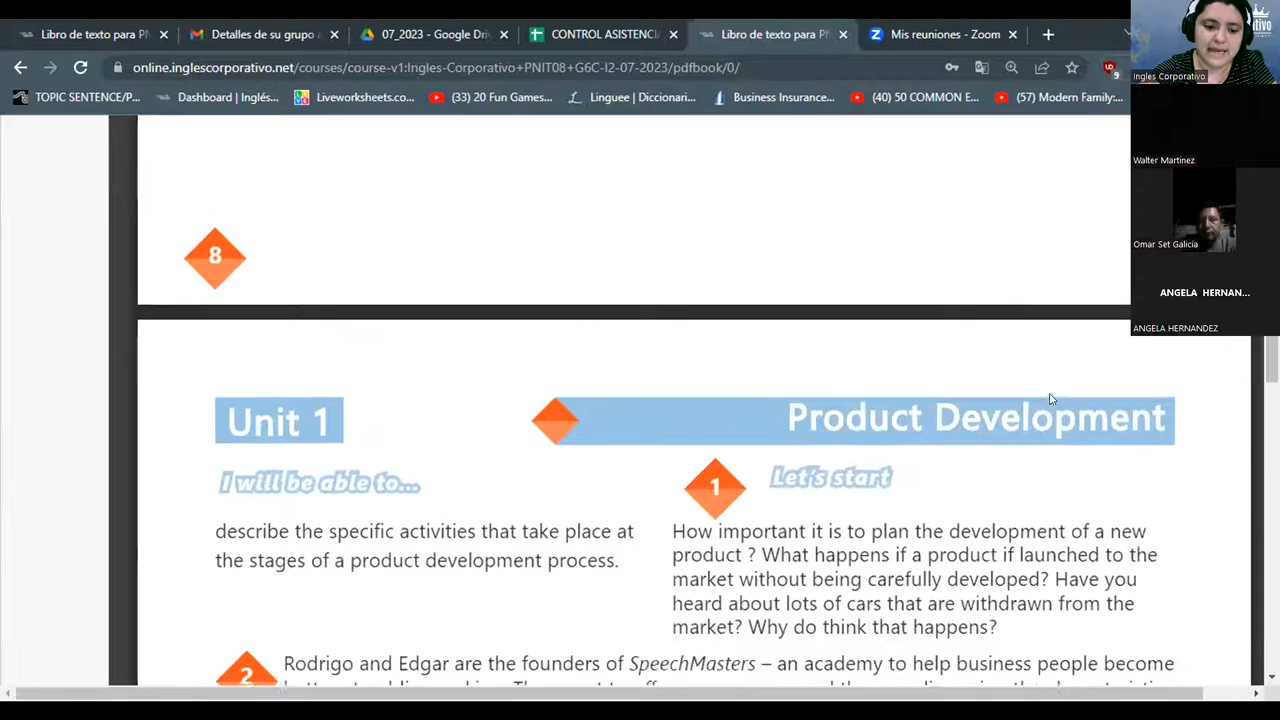 Libro de texto para PN
Detalles de su grupo a
07_2023 - Google Dri
CONTROL ASISTENCIA
Libro de texto para PN
Mis reuniones - Zoom
online.inglescorporativo.net/courses/course-v1:Ingles-Corporativo+PNIT08+G6C-I2-07-2023/pdfbook/0/
UO
9
TOPIC SENTENCE/P...
Dashboard | Inglés...
Liveworksheets.co...
(33) 20 Fun Games...
Linguee | Diccionari...
Business Insurance...
(40) 50 COMMON E...
(57) Modern Family:...
Ingles Corporativo
Walter Martinez
Omar Set Galicia
ANGELA HERNAN...
ANGELA HERNANDEZ
8
Unit 1
Product Development
I will be able to...
describe the specific activities that take place at
the stages of a product development process.
1
Let's start
How important it is to plan the development of a new
product ? What happens if a product if launched to the
market without being carefully developed? Have you
heard about lots of cars that are withdrawn from the
market? Why do think that happens?
2
Rodrigo and Edgar are the founders of SpeechMasters – an academy to help business people become